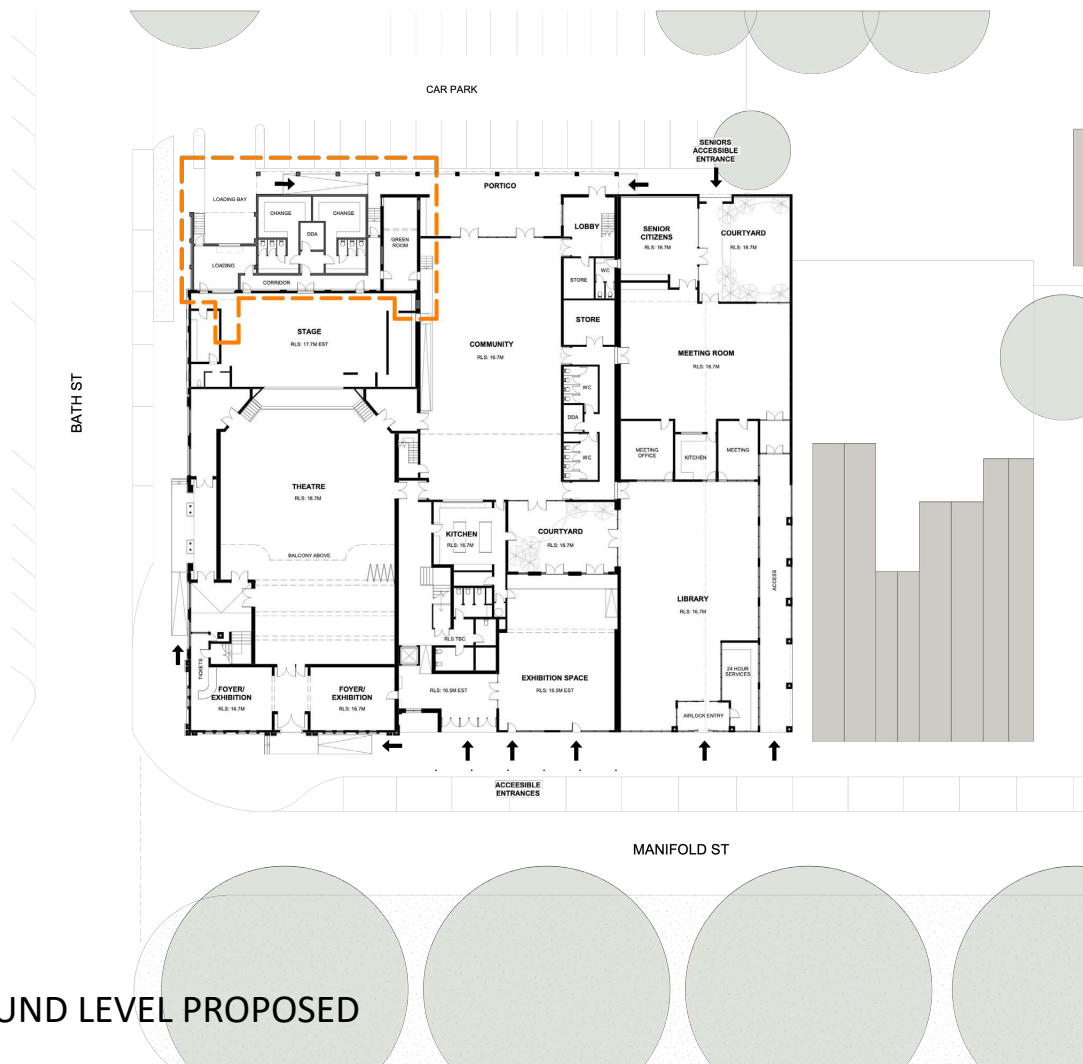 CAR PARK
SENIORS
ACCESSIBLE
ENTRANCE
PORTICO
LOADING BAY
CHANGE
CHANGE
DDA
GREEN
ROOM
LOBBY
SENIOR
CITIZENS
RLS: 16.7M
COURTYARD
RLS: 16.7M
LOADING
CORRIDOR
STORE
WC
STORE
STAGE
RLS: 17.7M EST
COMMUNITY
RLS: 16.7M
MEETING ROOM
RLS: 16.7M
BATH ST
WC
DDA
WC
MEETING
OFFICE
KITCHEN
MEETING
THEATRE
RLS: 16.7M
BALCONY ABOVE
KITCHEN
RLS: 16.7M
COURTYARD
RLS: 16.7M
LIBRARY
RLS: 16.7M
ACCESS
RLS TBC
TICKETS
FOYER/
EXHIBITION
RLS: 16.7M
FOYER/
EXHIBITION
RLS: 16.7M
RLS: 16.5M EST
EXHIBITION SPACE
RLS: 16.5M EST
24 HOUR
SERVICES
AIRLOCK ENTRY
ACCEESIBLE
ENTRANCES
MANIFOLD ST
UND LEVEL PROPOSED